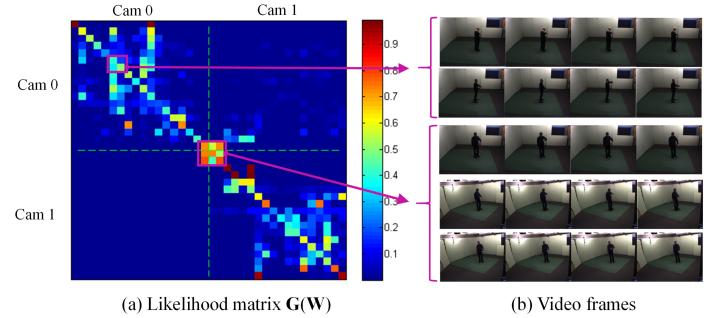 Cam 0 Cam 1
Cam 0
Cam 1
0.9
0.8
0.7
0.6
0.5
0.4
0.3
0.2
0.1
(a) Likelihood matrix G(W)
(b) Video frames